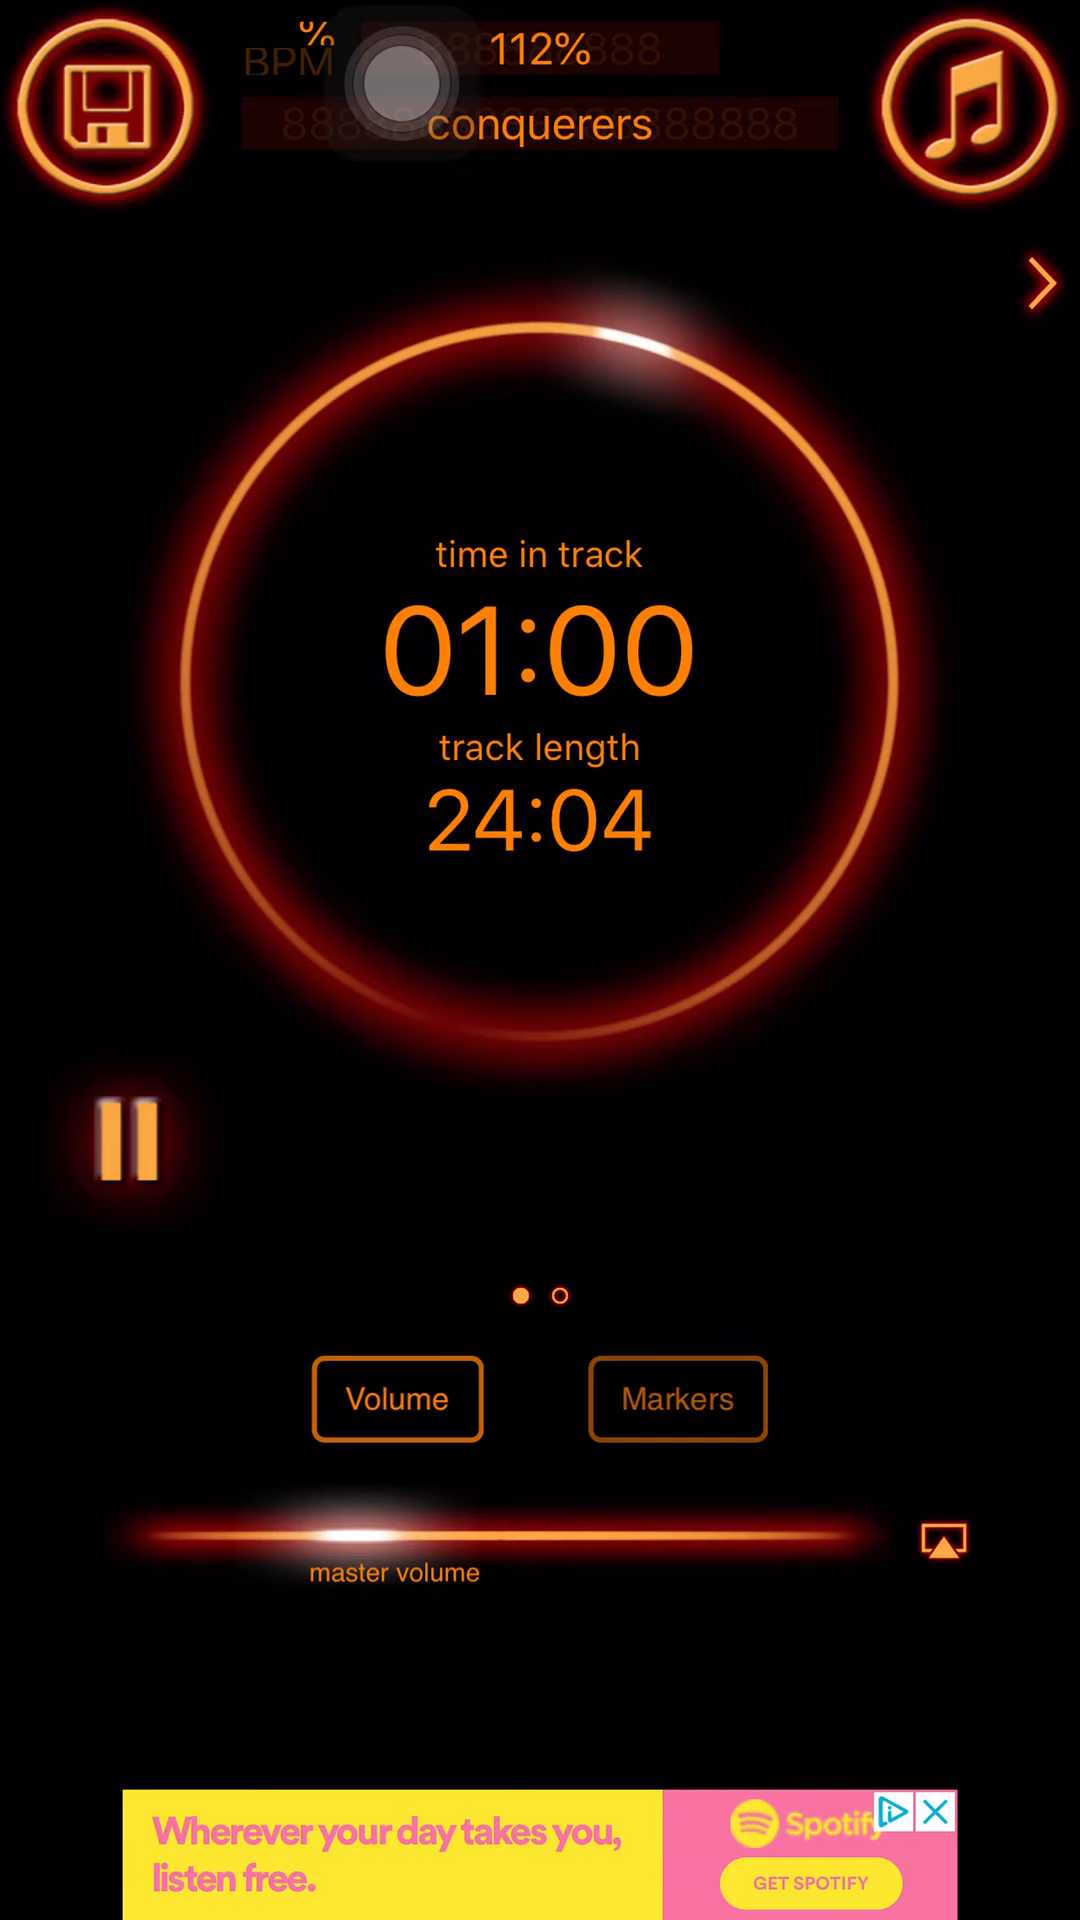 %
BPM
112%
conquerers
time in track
01:00
track length
24:04
Volume
Markers
master volume
Wherever your day takes you,
listen free.
Spotify
GET SPOTIFY